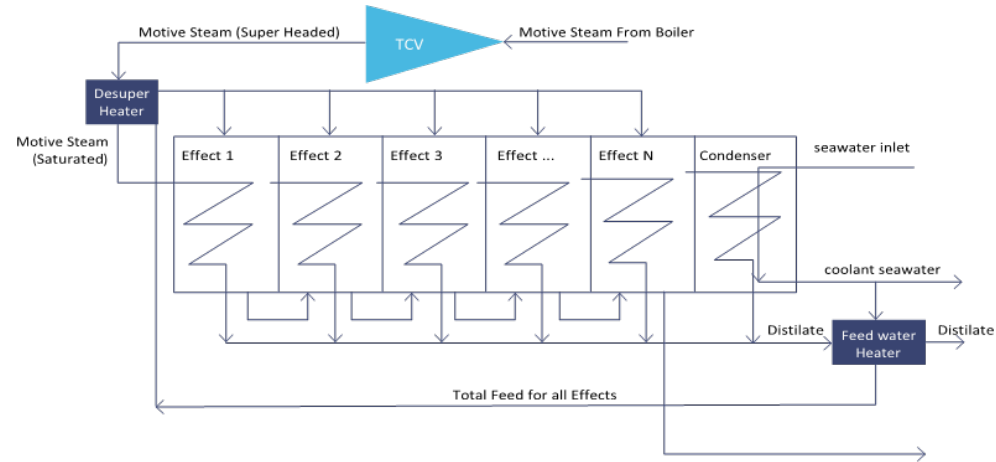 Motive Steam (Super Headed)
TCV
Motive Steam From Boiler
Desuper
Heater
Motive Steam
(Saturated)
Effect 1
Effect 2
Effect 3
Effect ...
Effect N
Condenser
seawater inlet
coolant seawater
Distilate
Feed water
Heater
Distilate
Total Feed for all Effects